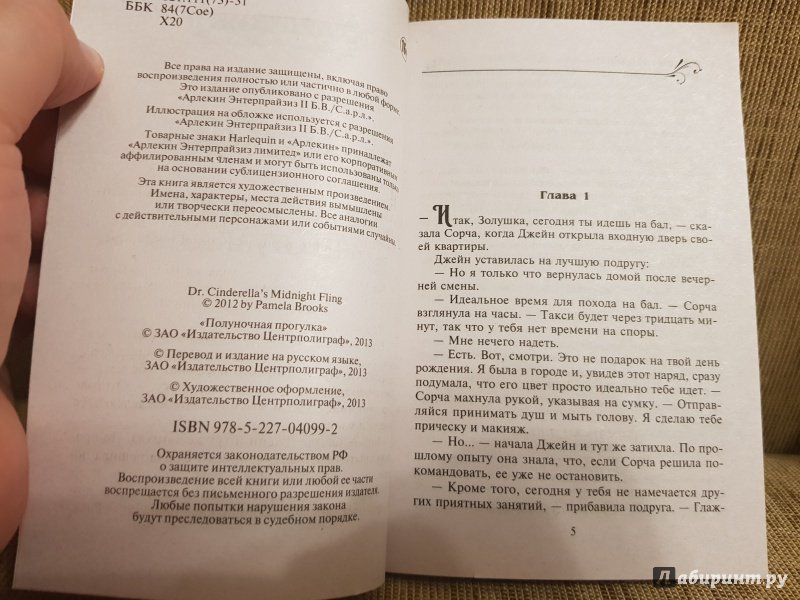 ББК 84(7Сое)
Х20
Все права на издание защищены, включая право
воспроизведения полностью или частично в любой форме.
Это издание опубликовано с разрешения
«Арлекин Энтерпрайзиз II Б.В./С.а.р.л.».
Иллюстрация на обложке используется с разрешения
«Арлекин Энтерпрайзиз II Б.В./С.а.р.л.».
Товарные знаки Harlequin и «Арлекин» принадлежат
«Арлекин Энтерпрайзиз лимитед» или его корпоративным
аффилированным членам и могут быть использованы только
на основании сублицензионного соглашения.
Эта книга является художественным произведением.
Имена, характеры, места действия вымышлены
или творчески переосмыслены. Все аналогии
с действительными персонажами или событиями случайны.
Dr. Cinderella's Midnight Fling
© 2012 by Pamela Brooks
«Полуночная прогулка»
© ЗАО «Издательство Центрполиграф», 2013
© Перевод и издание на русском языке,
ЗАО «Издательство Центрполиграф», 2013
© Художественное оформление,
ЗАО «Издательство Центрполиграф», 2013
ISBN 978-5-227-04099-2
Охраняется законодательством РФ
о защите интеллектуальных прав.
Воспроизведение всей книги или любой ее части
воспрещается без письменного разрешения издателя.
Любые попытки нарушения закона
будут преследоваться в судебном порядке.
Глава 1
— Итак, Золушка, сегодня ты идешь на бал, — ска-
зала Сорча, когда Джейн открыла входную дверь сво-
ей квартиры.
Джейн уставилась на лучшую подругу:
— Но я только что вернулась домой после вечер-
ней смены.
— Идеальное время для похода на бал. — Сорча
взглянула на часы. — Такси будет через тридцать ми-
нут, так что у тебя нет времени на споры.
— Мне нечего надеть.
— Есть. Вот, смотри. Это не подарок на твой день
рождения. Я была в городе и, увидев этот наряд, сразу
подумала, что его цвет просто идеально тебе идет. —
Сорча махнула рукой, указывая на сумку. — Отправ-
ляйся принимать душ и мыть голову. Я сделаю тебе
прическу и макияж.
— Но... — начала Джейн и тут же затихла. По про-
шлому опыту она знала, что, если Сорча решила по-
командовать, ее уже не остановить.
— Кроме того, сегодня у тебя не намечается дру-
гих приятных занятий, — прибавила подруга. — Глаж-
5
Лабиринт.ру